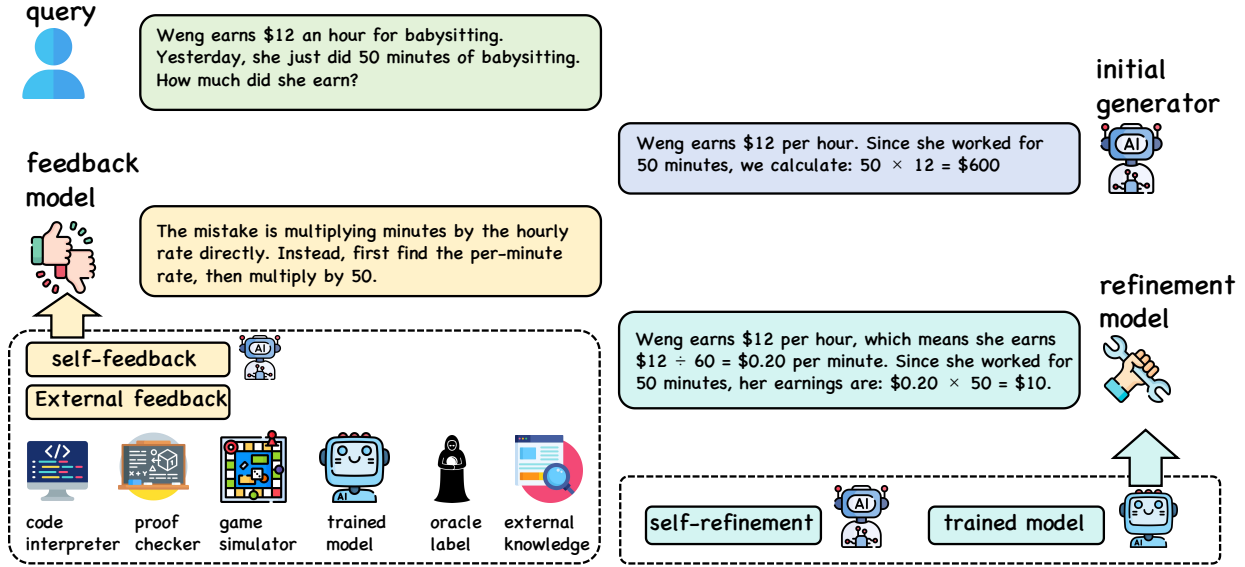 query
Weng earns $12 an hour for babysitting.
Yesterday, she just did 50 minutes of babysitting.
How much did she earn?
initial
generator
AI
Weng earns $12 per hour. Since she worked for
50 minutes, we calculate: 50 × 12 = $600
feedback
model
The mistake is multiplying minutes by the hourly
rate directly. Instead, first find the per-minute
rate, then multiply by 50.
refinement
model
Weng earns $12 per hour, which means she earns
$12 ÷ 60 = $0.20 per minute. Since she worked for
50 minutes, her earnings are: $0.20 × 50 = $10.
self-feedback
AI
External feedback
</>
X+Y
AI
code
interpreter
proof
checker
game
simulator
trained
model
oracle
label
external
knowledge
self-refinement
AI
trained model
AI